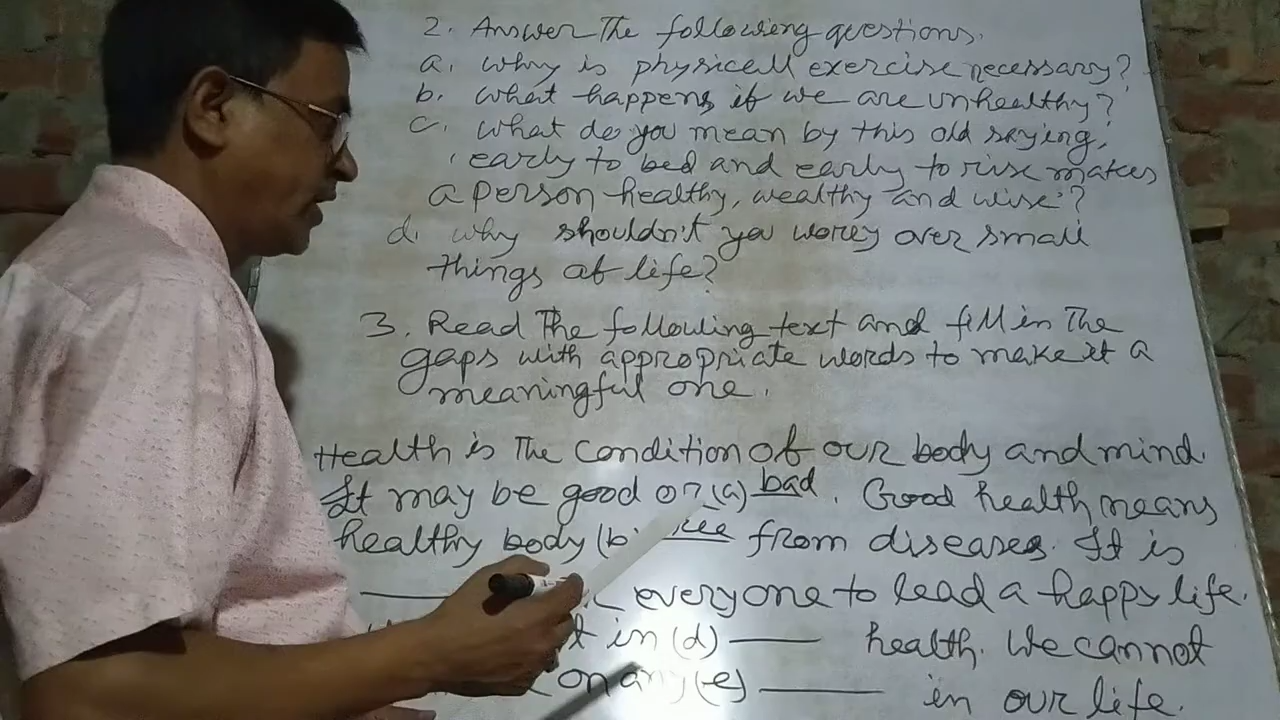 2. Answer The following questions.
a. why is physicall exercise necessary?
b. what happens if we are unhealthy?
c. what do you mean by this old saying,
'early to bed and early to rise makes
a person healthy, wealthy and wise'?
d. why shouldn't you worry over small
things of life?
3. Read The following text and fill in The
gaps with appropriate words to make it a
meaningful one.
Health is The condition of our body and mind.
It may be good or (a) bad. Good health means
healthy body (b) from diseases. It is
everyone to lead a happy life.
in (d) ___ health. We cannot
on any (e) ___ in our life.